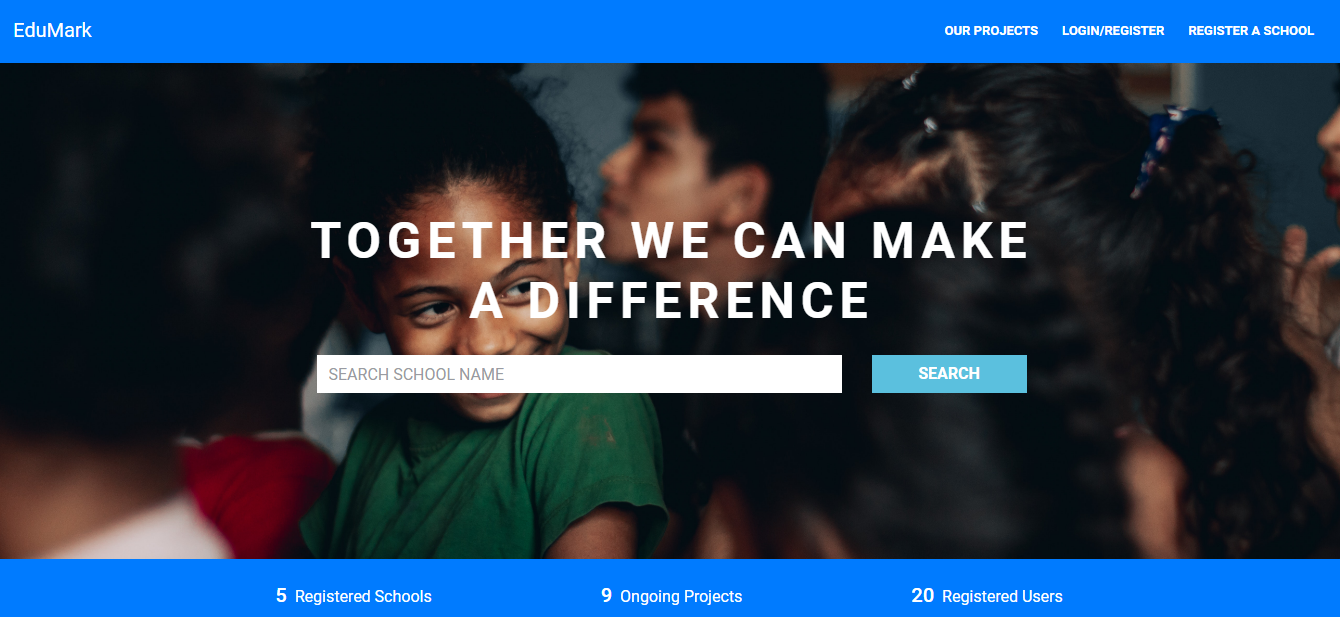 EduMark
OUR PROJECTS
LOGIN/REGISTER
REGISTER A SCHOOL
TOGETHER WE CAN MAKE
A DIFFERENCE
SEARCH SCHOOL NAME
SEARCH
5 Registered Schools
9 Ongoing Projects
20 Registered Users